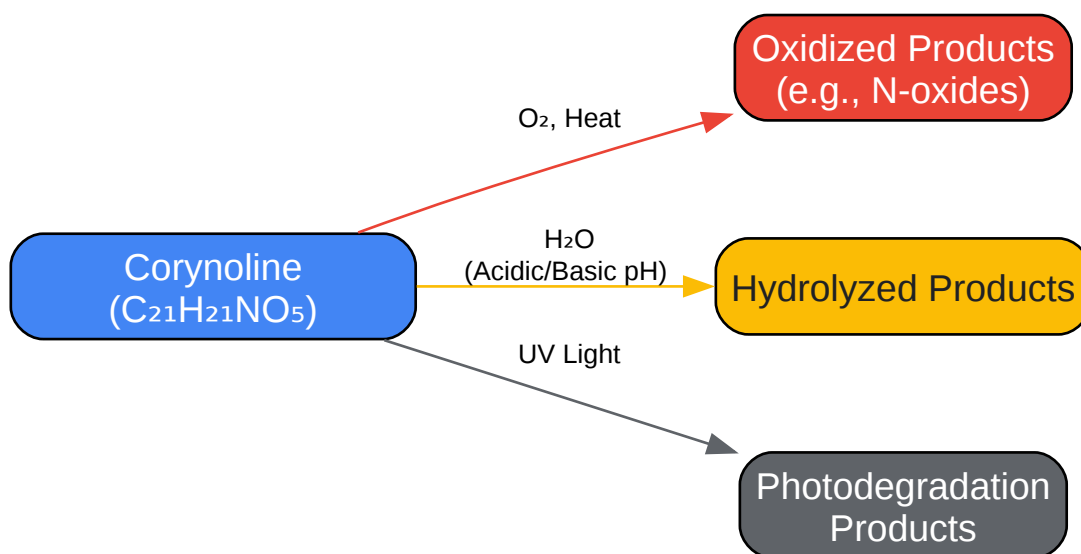 Oxidized Products
(e.g., N-oxides)
O₂, Heat
Corynoline
(C₂₁H₂₁NO₅)
H₂O
(Acidic/Basic pH)
Hydrolyzed Products
UV Light
Photodegradation
Products